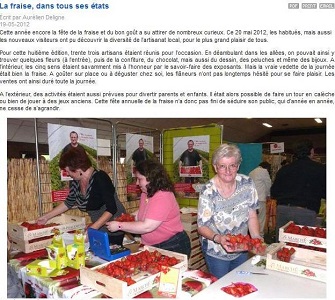 La fraise, dans tous ses états
Ecrit par Aurélien Deligne
19-05-2012
Cette année encore la fête de la fraise et du bon goût a su attirer de nombreux curieux. Ce 20 mai 2012, les habitués, mais aussi
les nouveaux visiteurs ont pu découvrir la diversité de l'artisanat local, pour le plus grand plaisir de tous.
Pour cette huitième édition, trente trois artisans étaient réunis pour l'occasion. En déambulant dans les allées, on pouvait ainsi y
trouver quelques fleurs (à l'entrée), puis de la confiture, du chocolat, mais aussi du dessin, des peluches et même des bijoux. A
l'intérieur, les cinq sens étaient savamment mis à l'honneur par le savoir-faire des exposants. Mais la vraie vedette de la journée
était bien la fraise. A goûter sur place ou à déguster chez soi, les flâneurs n'ont pas longtemps hésité pour se faire plaisir. Les
ventes ont ainsi duré toute la journée.
A l'extérieur, des activités étaient aussi prévues pour divertir parents et enfants. Il était alors possible de faire un tour en calèche
ou bien de jouer à des jeux anciens. Cette fête annuelle de la fraise n'a donc pas fini de séduire son public, qui d'année en année,
ne cesse de s'agrandir.